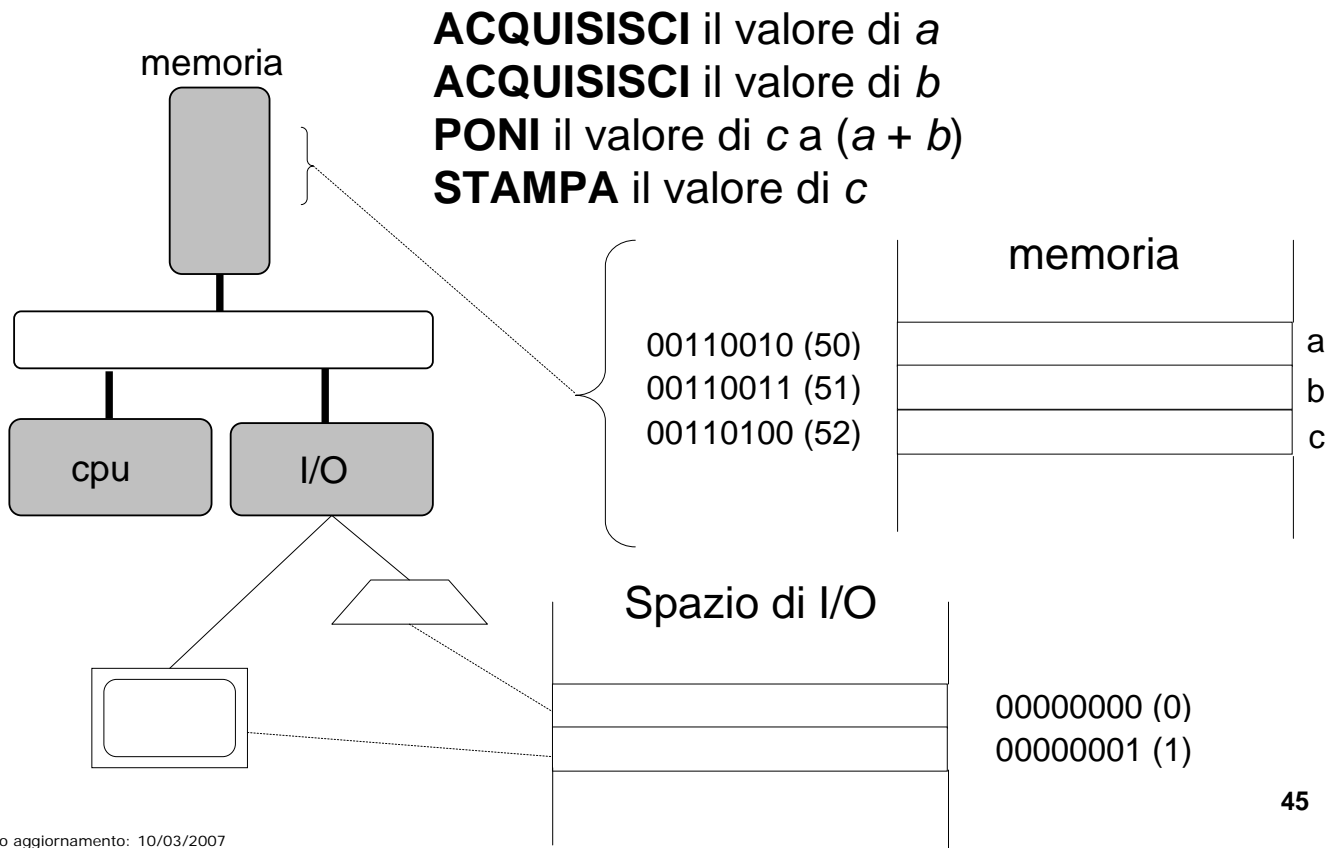 ACQUISISCI il valore di a
ACQUISISCI il valore di b
PONI il valore di c a (a + b)
STAMPA il valore di c
memoria
cpu
I/O
memoria
00110010 (50)
a
00110011 (51)
b
00110100 (52)
c
Spazio di I/O
00000000 (0)
00000001 (1)
45
o aggiornamento: 10/03/2007